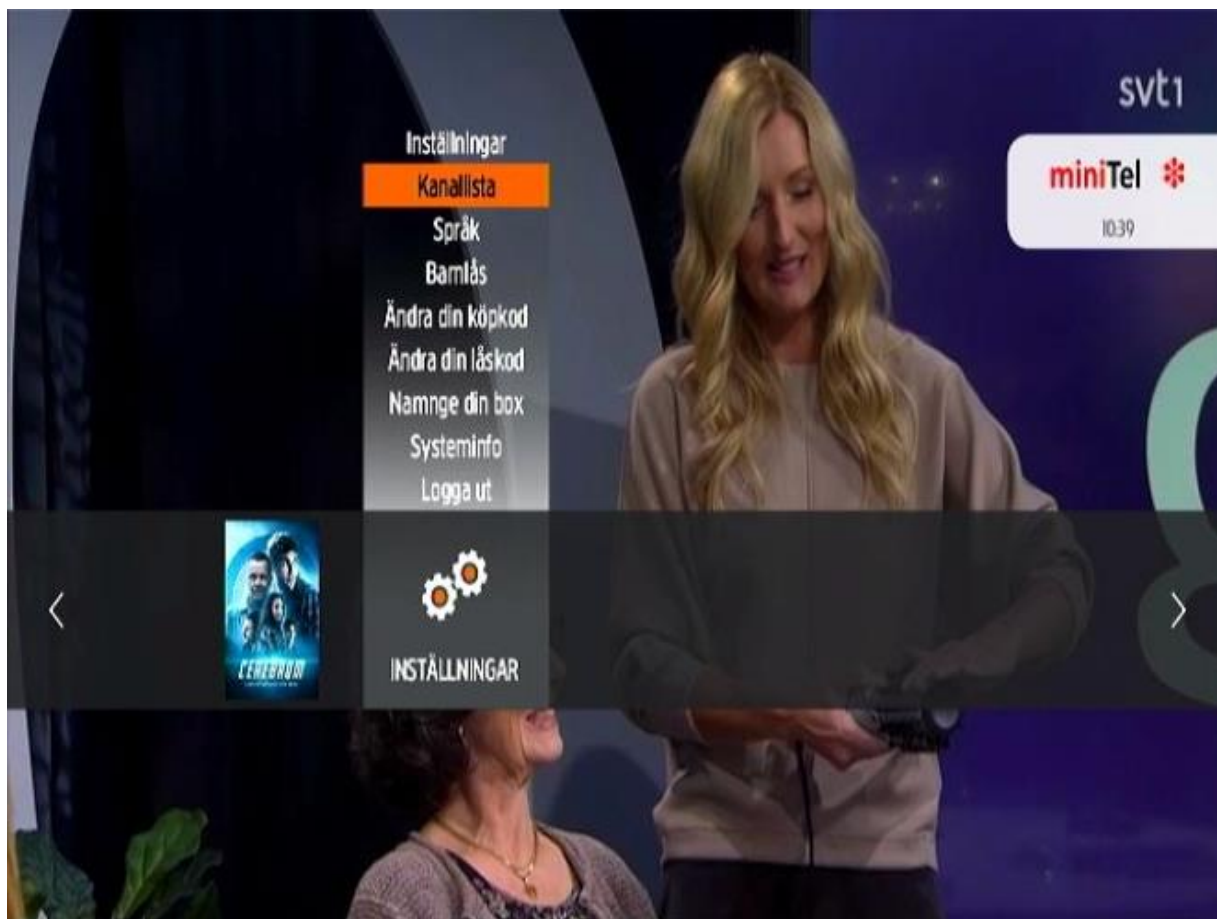 svt1
miniTel
10:39
Inställningar
Kanallista
Språk
Barnlås
Ändra din köpkod
Ändra din låskod
Namnge din box
Systeminfo
Logga ut
CEREBRUM
INSTÄLLNINGAR